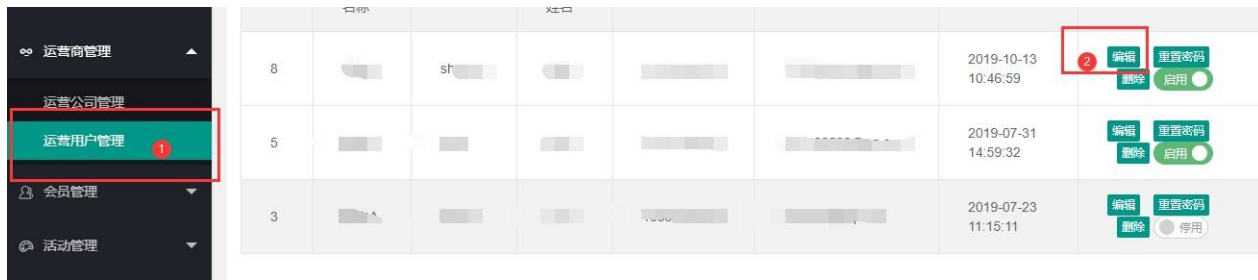 名称 姓名
运营商管理
运营公司管理
运营用户管理 1
会员管理
活动管理
8 sh 2019-10-13 10:46:59 2 编辑 重置密码
删除 启用
5 2019-07-31 14:59:32 编辑 重置密码
删除 启用
3 2019-07-23 11:15:11 编辑 重置密码
删除 停用